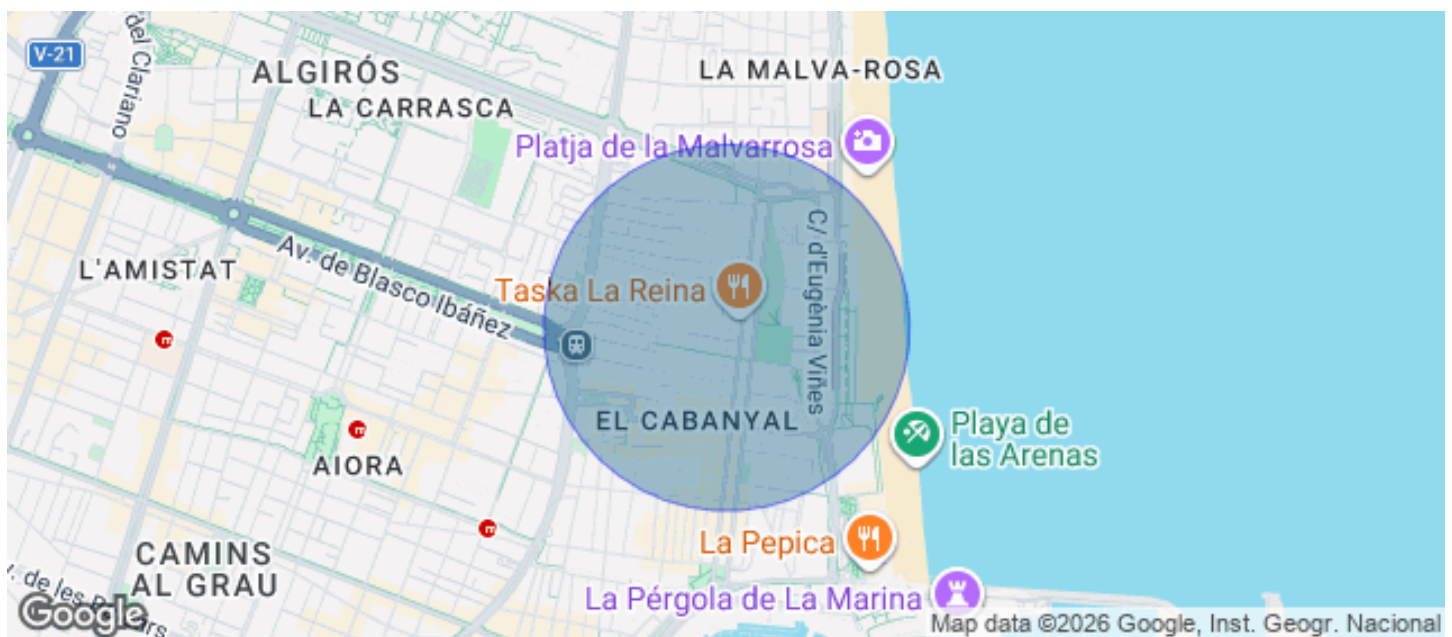 V-21
del Clariano
ALGIRÓS
LA CARRASCA
LA MALVA-ROSA
Platja de la Malvarrosa
C/ d'Eugènia Viñes
L'AMISTAT
Av. de Blasco Ibáñez
Taska La Reina
EL CABANYAL
Playa de
las Arenas
AIORA
La Pepica
CAMINS
AL GRAU
La Pérgola de La Marina
Google
Map data ©2026 Google, Inst. Geogr. Nacional